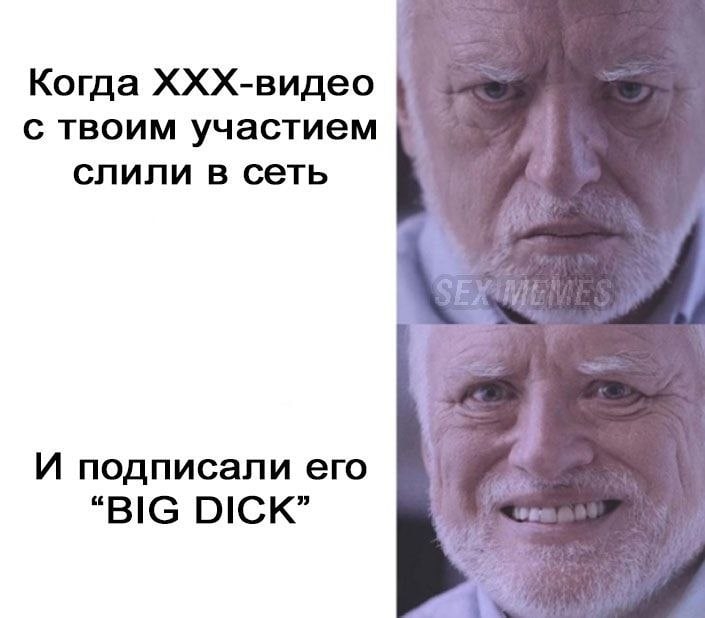 Когда XXX-видео
с твоим участием
слили в сеть
SEX MEMES
И подписали его
“BIG DICK”